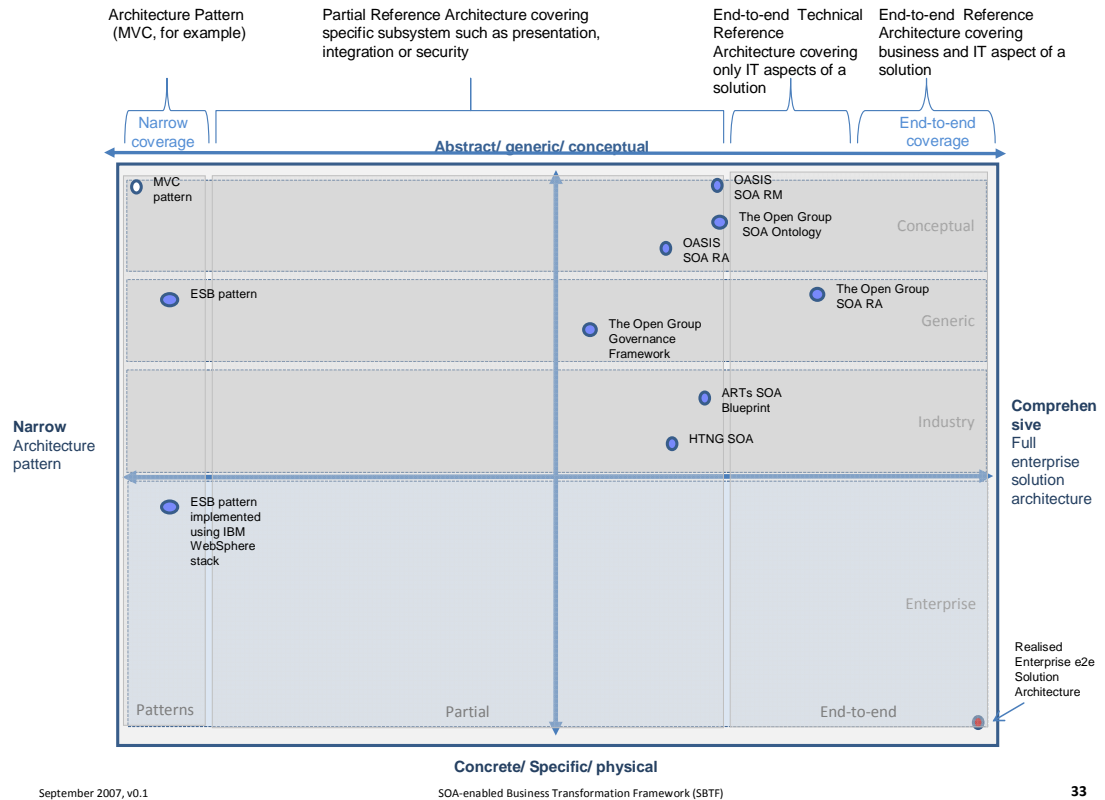 Architecture Pattern
(MVC, for example)
Partial Reference Architecture covering
specific subsystem such as presentation,
integration or security
End-to-end Technical
Reference
Architecture covering
only IT aspects of a
solution
End-to-end Reference
Architecture covering
business and IT aspect of a
solution
Narrow
coverage
End-to-end
coverage
Abstract/ generic/ conceptual
MVC
pattern
OASIS
SOA RM
The Open Group
SOA Ontology
Conceptual
OASIS
SOA RA
ESB pattern
The Open Group
SOA RA
Generic
The Open Group
Governance
Framework
ARTs SOA
Blueprint
Industry
HTNG SOA
Narrow
Architecture
pattern
Comprehen
sive
Full
enterprise
solution
architecture
ESB pattern
implemented
using IBM
WebSphere
stack
Enterprise
Realised
Enterprise e2e
Solution
Architecture
Patterns
Partial
End-to-end
Concrete/ Specific/ physical
September 2007, v0.1
SOA-enabled Business Transformation Framework (SBTF)
33